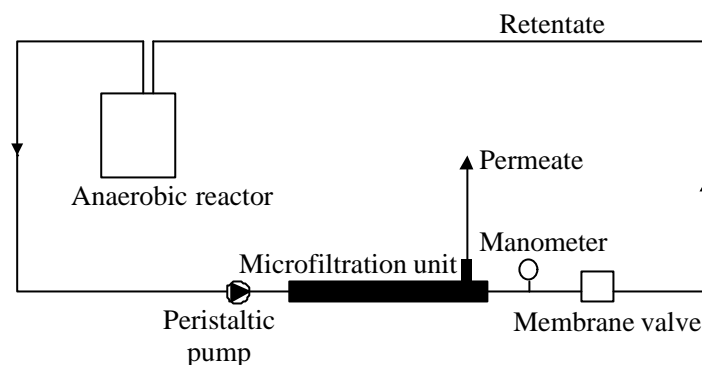 Retentate
Permeate
Anaerobic reactor
Manometer
Microfiltration unit
Peristaltic
pump
Membrane valve